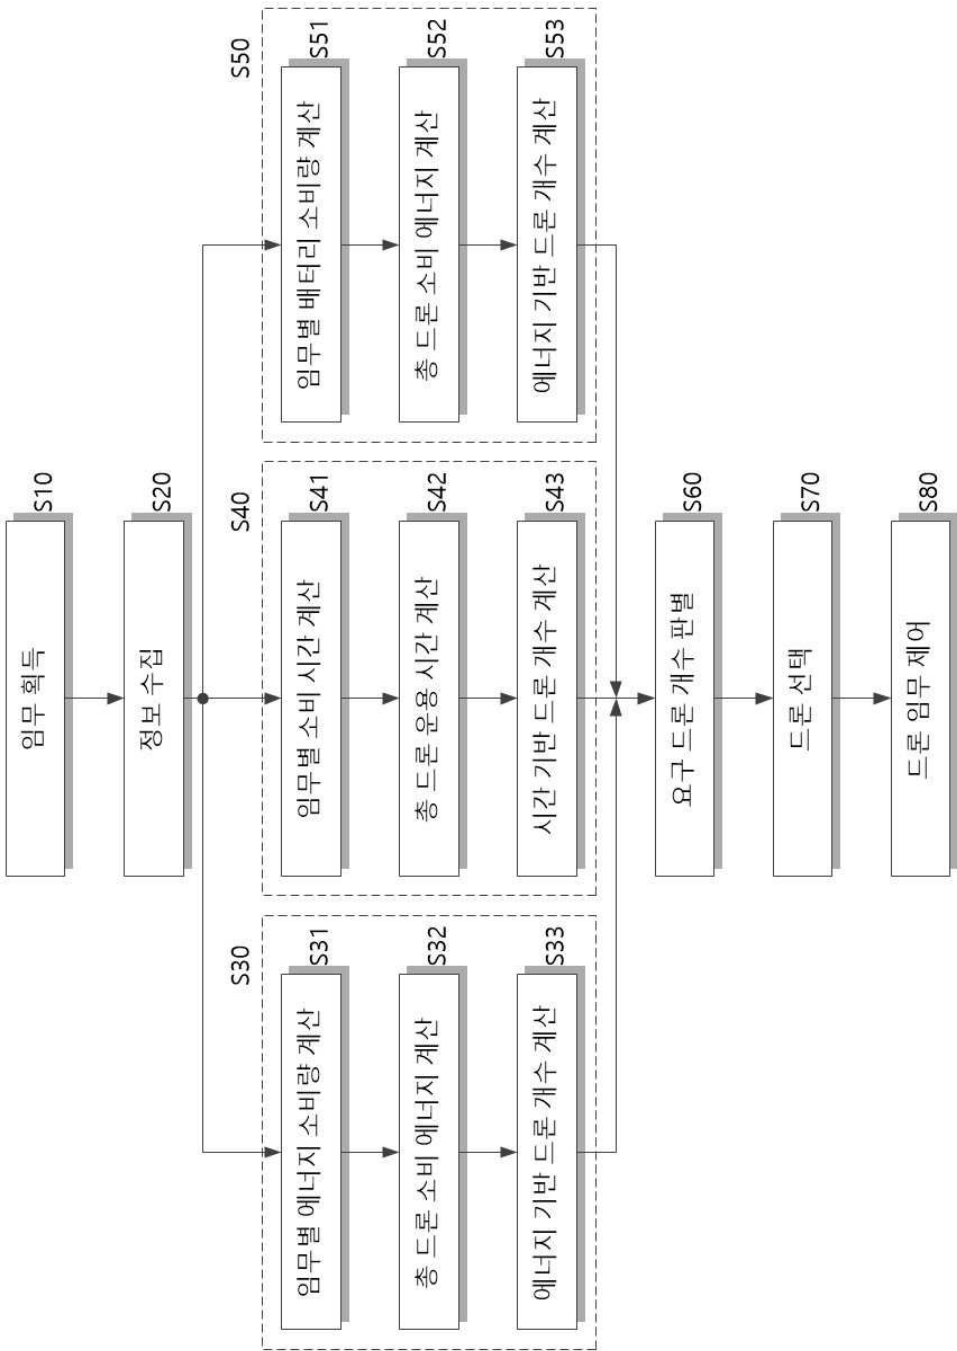 임무 획득
S10
정보 수집
S20
S30
임무별 에너지 소비량 계산
S31
총 드론 소비 에너지 계산
S32
에너지 기반 드론 개수 계산
S33
S40
임무별 소비 시간 계산
S41
총 드론 운용 시간 계산
S42
시간 기반 드론 개수 계산
S43
S50
임무별 배터리 소비량 계산
S51
총 드론 소비 에너지 계산
S52
에너지 기반 드론 개수 계산
S53
요구 드론 개수 판별
S60
드론 선택
S70
드론 임무 제어
S80